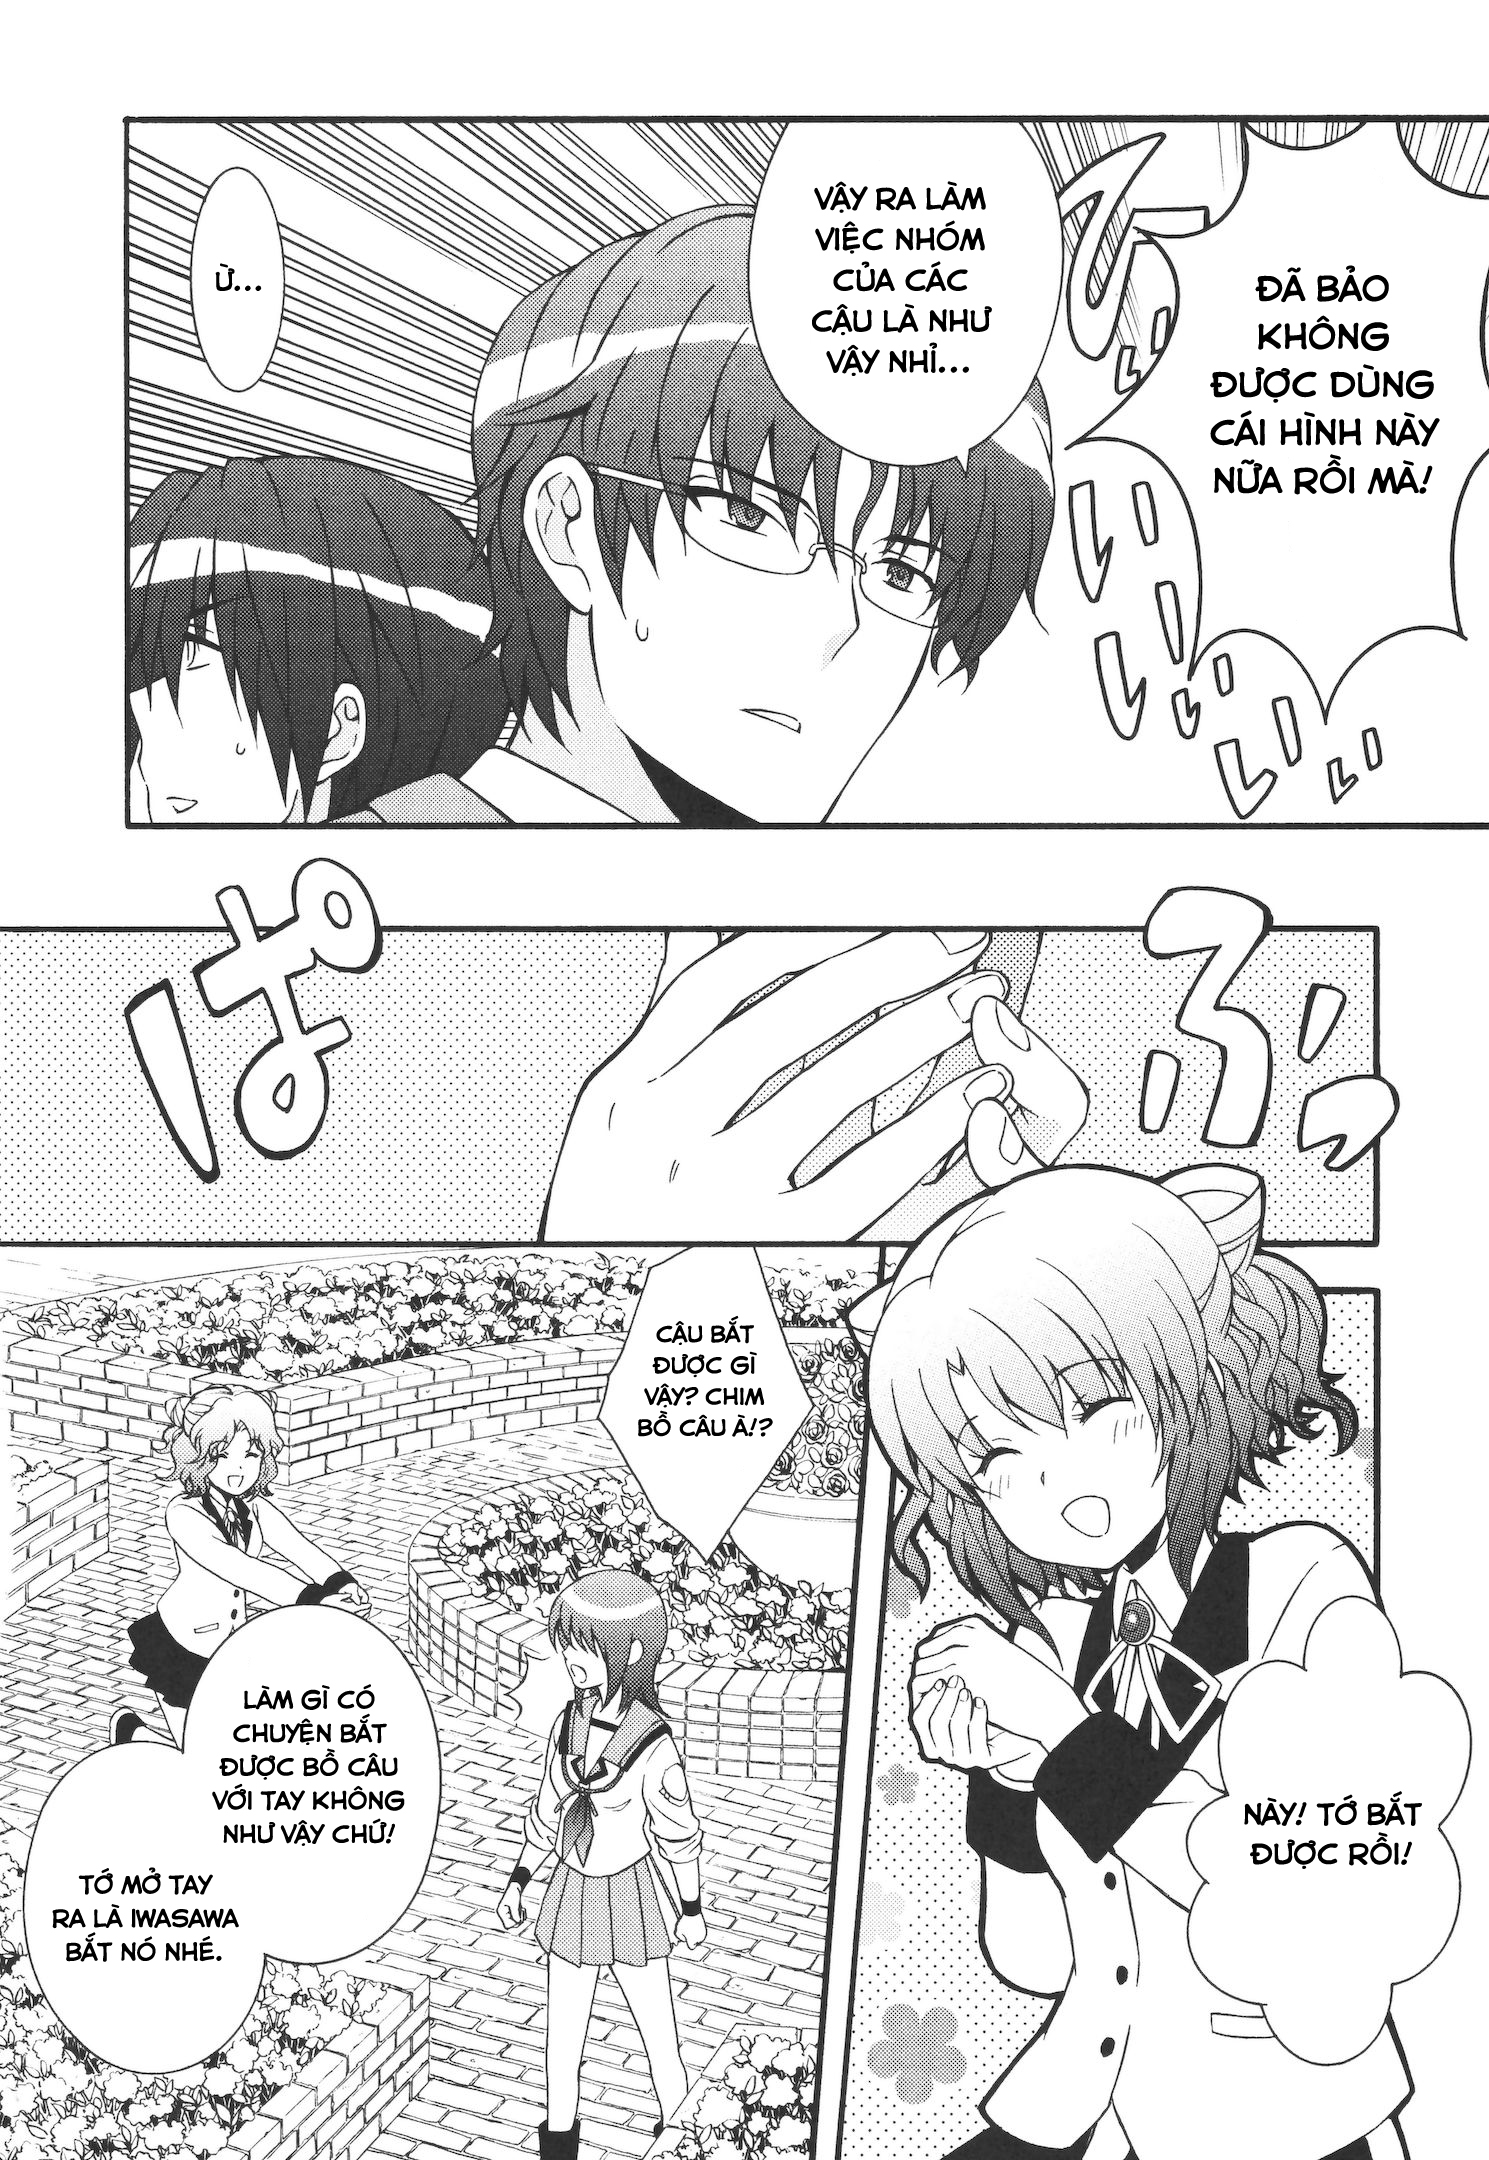 ĐÃ BẢO
KHÔNG
ĐƯỢC DÙNG
CÁI HÌNH NÀY
NỮA RỒI MÀ!
VẬY RA LÀM
VIỆC NHÓM
CỦA CÁC
CẬU LÀ NHƯ
VẬY NHỈ...
Ừ...
ぷっ
ぱ
NÀY! TỚ BẮT
ĐƯỢC RỒI!
CẬU BẮT
ĐƯỢC GÌ
VẬY? CHIM
BỒ CÂU À!?
LÀM GÌ CÓ
CHUYỆN BẮT
ĐƯỢC BỒ CÂU
VỚI TAY KHÔNG
NHƯ VẬY CHỨ!
TỚ MỞ TAY
RA LÀ IWASAWA
BẮT NÓ NHÉ.